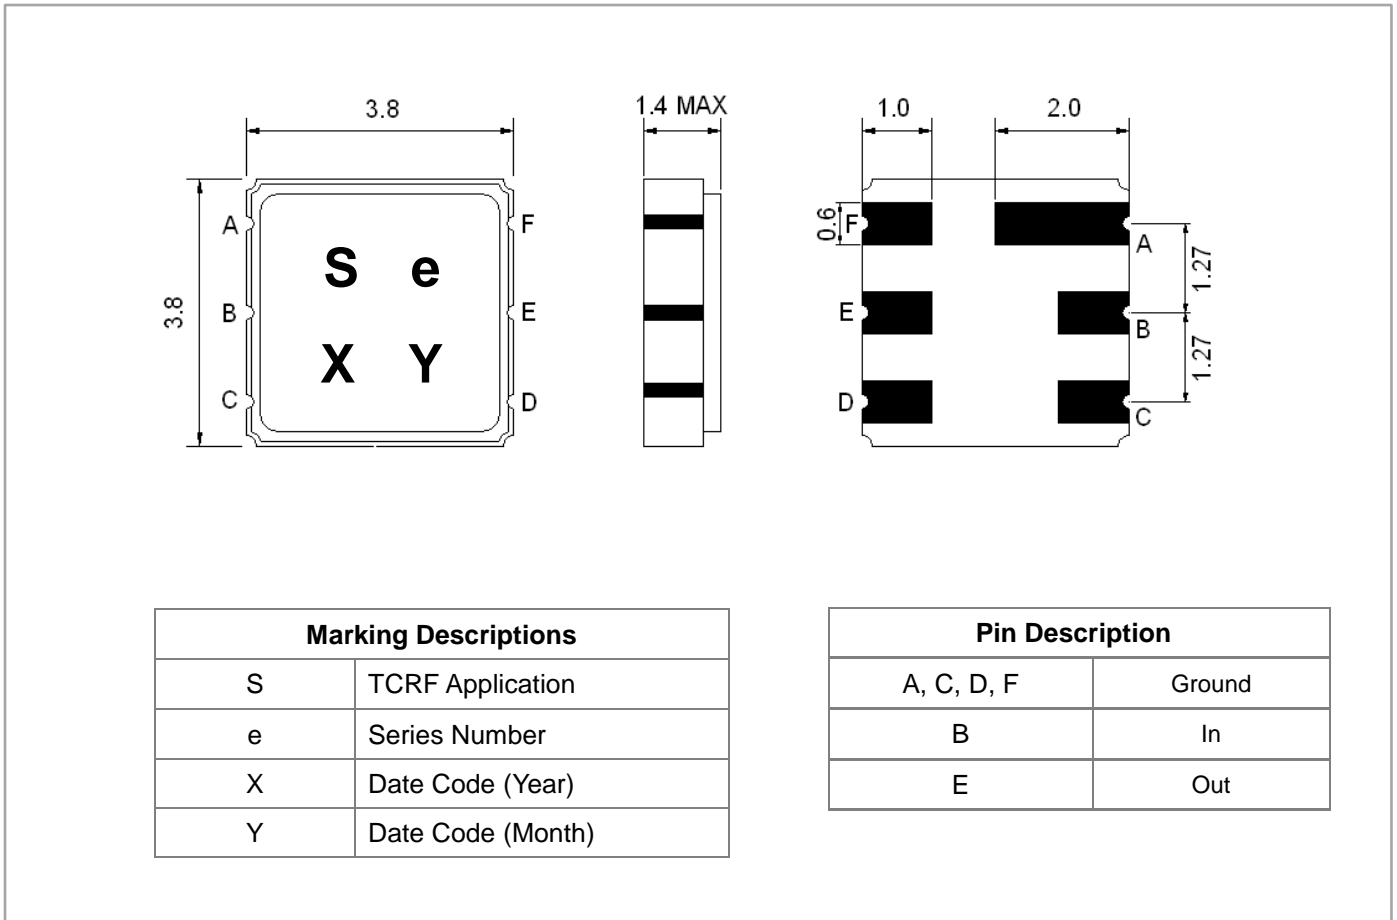 3.8
1.4 MAX
1.0
2.0
3.8
A
B
C
S e
X Y
F
E
D
0.6
F
E
D
A
B
C
1.27
1.27
Marking Descriptions
S TCRF Application
e Series Number
X Date Code (Year)
Y Date Code (Month)
Pin Description
A, C, D, F Ground
B In
E Out